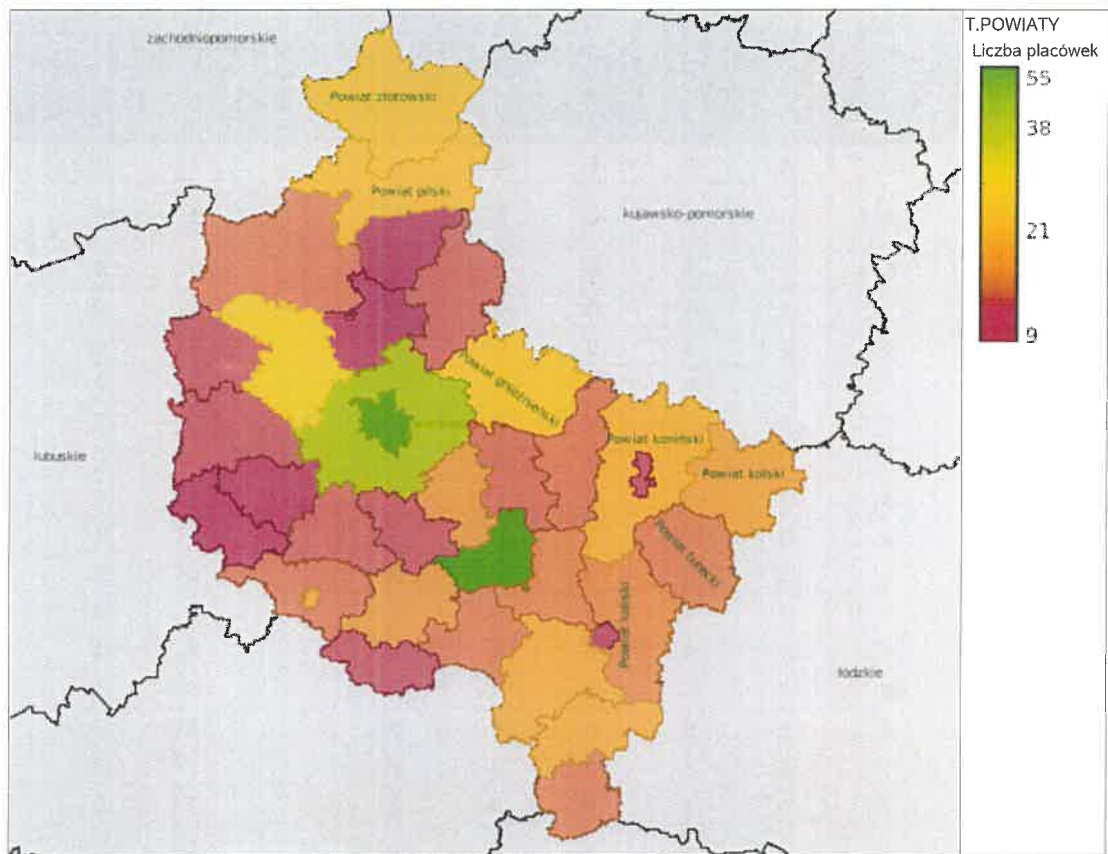 T.POWIATY
Liczba placówek
55
38
21
9
zachodniopomorskie
Powiat złotowski
Powiat pilski
kujawsko-pomorskie
Powiat gnieźnieński
lubuskie
Powiat koniński
Powiat kolski
Powiat turecki
Powiat kaliski
łódzkie